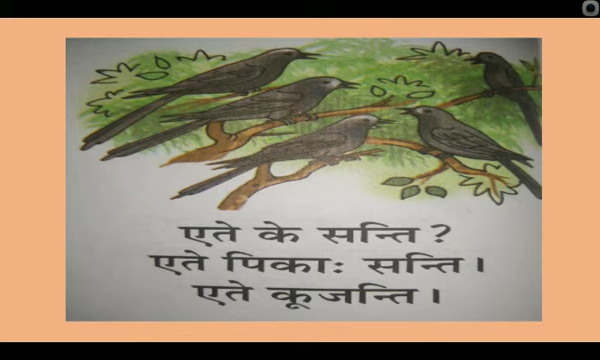 एते के सन्ति ?
एते पिकाः सन्ति ।
एते कूजन्ति ।